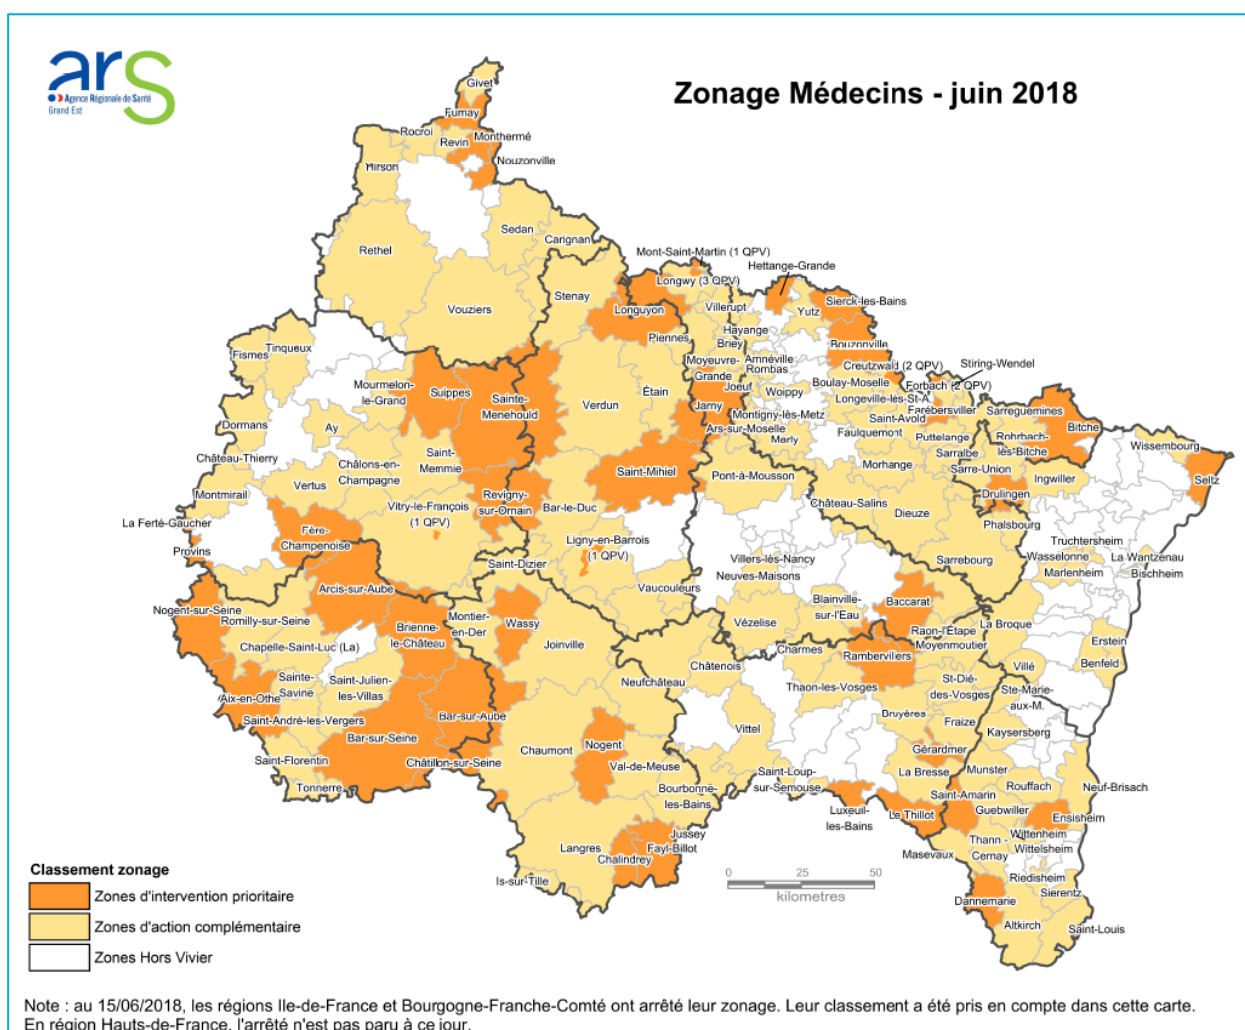 ars
Agence Régionale de Santé
Grand Est
Zonage Médecins - juin 2018
Givet
Fumay
Rocroi
Revin
Monthermé
Nouzonville
Hirson
Sedan
Carignan
Rethel
Mont-Saint-Martin (1 QPV)
Hettange-Grande
Longwy (3 QPV)
Stenay
Vouziers
Longuyon
Villerupt
Yutz
Sierck-les-Bains
Piennes
Hayange
Briey
Bouzonville
Fismes
Tinqueux
Moyeuvre-
Grande
Amnéville
Rombas
Creutzwald (2 QPV)
Stiring-Wendel
Mourmelon-
le-Grand
Suippes
Sainte-
Menehould
Verdun
Étain
Joeuf
Jarny
Woippy
Boulay-Moselle
Forbach (2 QPV)
Longeville-lès-St-A.
Farébersviller
Sarreguemines
Bitche
Dormans
Ay
Montigny-lès-Metz
Saint-Avold
Ars-sur-Moselle
Marly
Faulquemont
Puttelange
Rohrbach-
lès-Bitche
Wissembourg
Château-Thierry
Châlons-en-
Champagne
Saint-
Memmie
Saint-Mihiel
Pont-à-Mousson
Morhange
Sarralbe
Sarre-Union
Ingwiller
Seltz
Montmirail
Vertus
Vitry-le-François
(1 QPV)
Revigny-
sur-Ornain
Bar-le-Duc
Château-Salins
Dieuze
Drulingen
Phalsbourg
La Ferté-Gaucher
Provins
Fère-
Champenoise
Ligny-en-Barrois
(1 QPV)
Truchtersheim
Wasselonne
La Wantzenau
Saint-Dizier
Villers-lès-Nancy
Neuves-Maisons
Sarrebourg
Marlenheim
Bischheim
Arcis-sur-Aube
Vaucouleurs
Nogent-sur-Seine
Romilly-sur-Seine
Brienne-
le-Château
Montier-
en-Der
Wassy
Blainville-
sur-l'Eau
Baccarat
Vézelise
La Broque
Raon-l'Étape
Moyenmoutier
Erstein
Chapelle-Saint-Luc (La)
Joinville
Châtenois
Charmes
Rambervillers
Villé
Benfeld
Sainte-
Savine
Saint-Julien-
les-Villas
Neufchâteau
Thaon-les-Vosges
St-Dié-
des-Vosges
Ste-Marie-
aux-M.
Aix-en-Othe
Saint-André-les-Vergers
Bar-sur-Aube
Bar-sur-Seine
Vittel
Bruyères
Fraize
Kaysersberg
Chaumont
Nogent
Gérardmer
Saint-Florentin
Châtillon-sur-Seine
Val-de-Meuse
La Bresse
Munster
Rouffach
Neuf-Brisach
Tonnerre
Bourbonne-
les-Bains
Saint-Loup-
sur-Semouse
Saint-Amarin
Guebwiller
Luxeuil-
les-Bains
Le Thillot
Ensisheim
Langres
Jussey
Fayl-Billot
Chalindrey
Thann -
Cernay
Wittenheim
Wittelsheim
Masevaux
Is-sur-Tille
Riedisheim
Sierentz
Dannemarie
Altkirch
Saint-Louis
0 25 50
kilometres
Classement zonage
Zones d'intervention prioritaire
Zones d'action complémentaire
Zones Hors Vivier
Note : au 15/06/2018, les régions Ile-de-France et Bourgogne-Franche-Comté ont arrêté leur zonage. Leur classement a été pris en compte dans cette carte.
En région Hauts-de-France, l'arrêté n'est pas paru à ce jour.